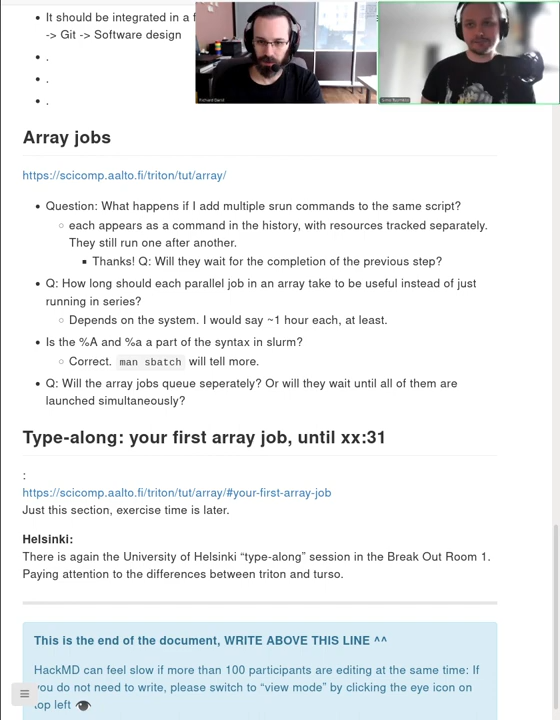 It should be integrated in a f
-> Git -> Software design
.
.
.
Array jobs
https://scicomp.aalto.fi/triton/tut/array/
Question: What happens if I add multiple srun commands to the same script?
each appears as a command in the history, with resources tracked separately.
They still run one after another.
Thanks! Q: Will they wait for the completion of the previous step?
Q: How long should each parallel job in an array take to be useful instead of just
running in series?
Depends on the system. I would say ~1 hour each, at least.
Is the %A and %a a part of the syntax in slurm?
Correct. man sbatch will tell more.
Q: Will the array jobs queue seperately? Or will they wait until all of them are
launched simultaneously?
Type-along: your first array job, until xx:31
:
https://scicomp.aalto.fi/triton/tut/array/#your-first-array-job
Just this section, exercise time is later.
Helsinki:
There is again the University of Helsinki “type-along” session in the Break Out Room 1.
Paying attention to the differences between triton and turso.
This is the end of the document, WRITE ABOVE THIS LINE ^^
HackMD can feel slow if more than 100 participants are editing at the same time: If
you do not need to write, please switch to “view mode” by clicking the eye icon on
top left